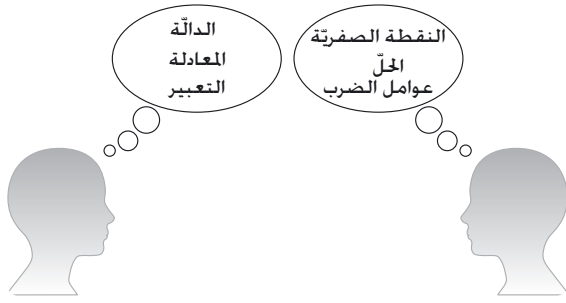 النقطة الصفريّة
الحلّ
عوامل الضرب
الدالّة
المعادلة
التعبير